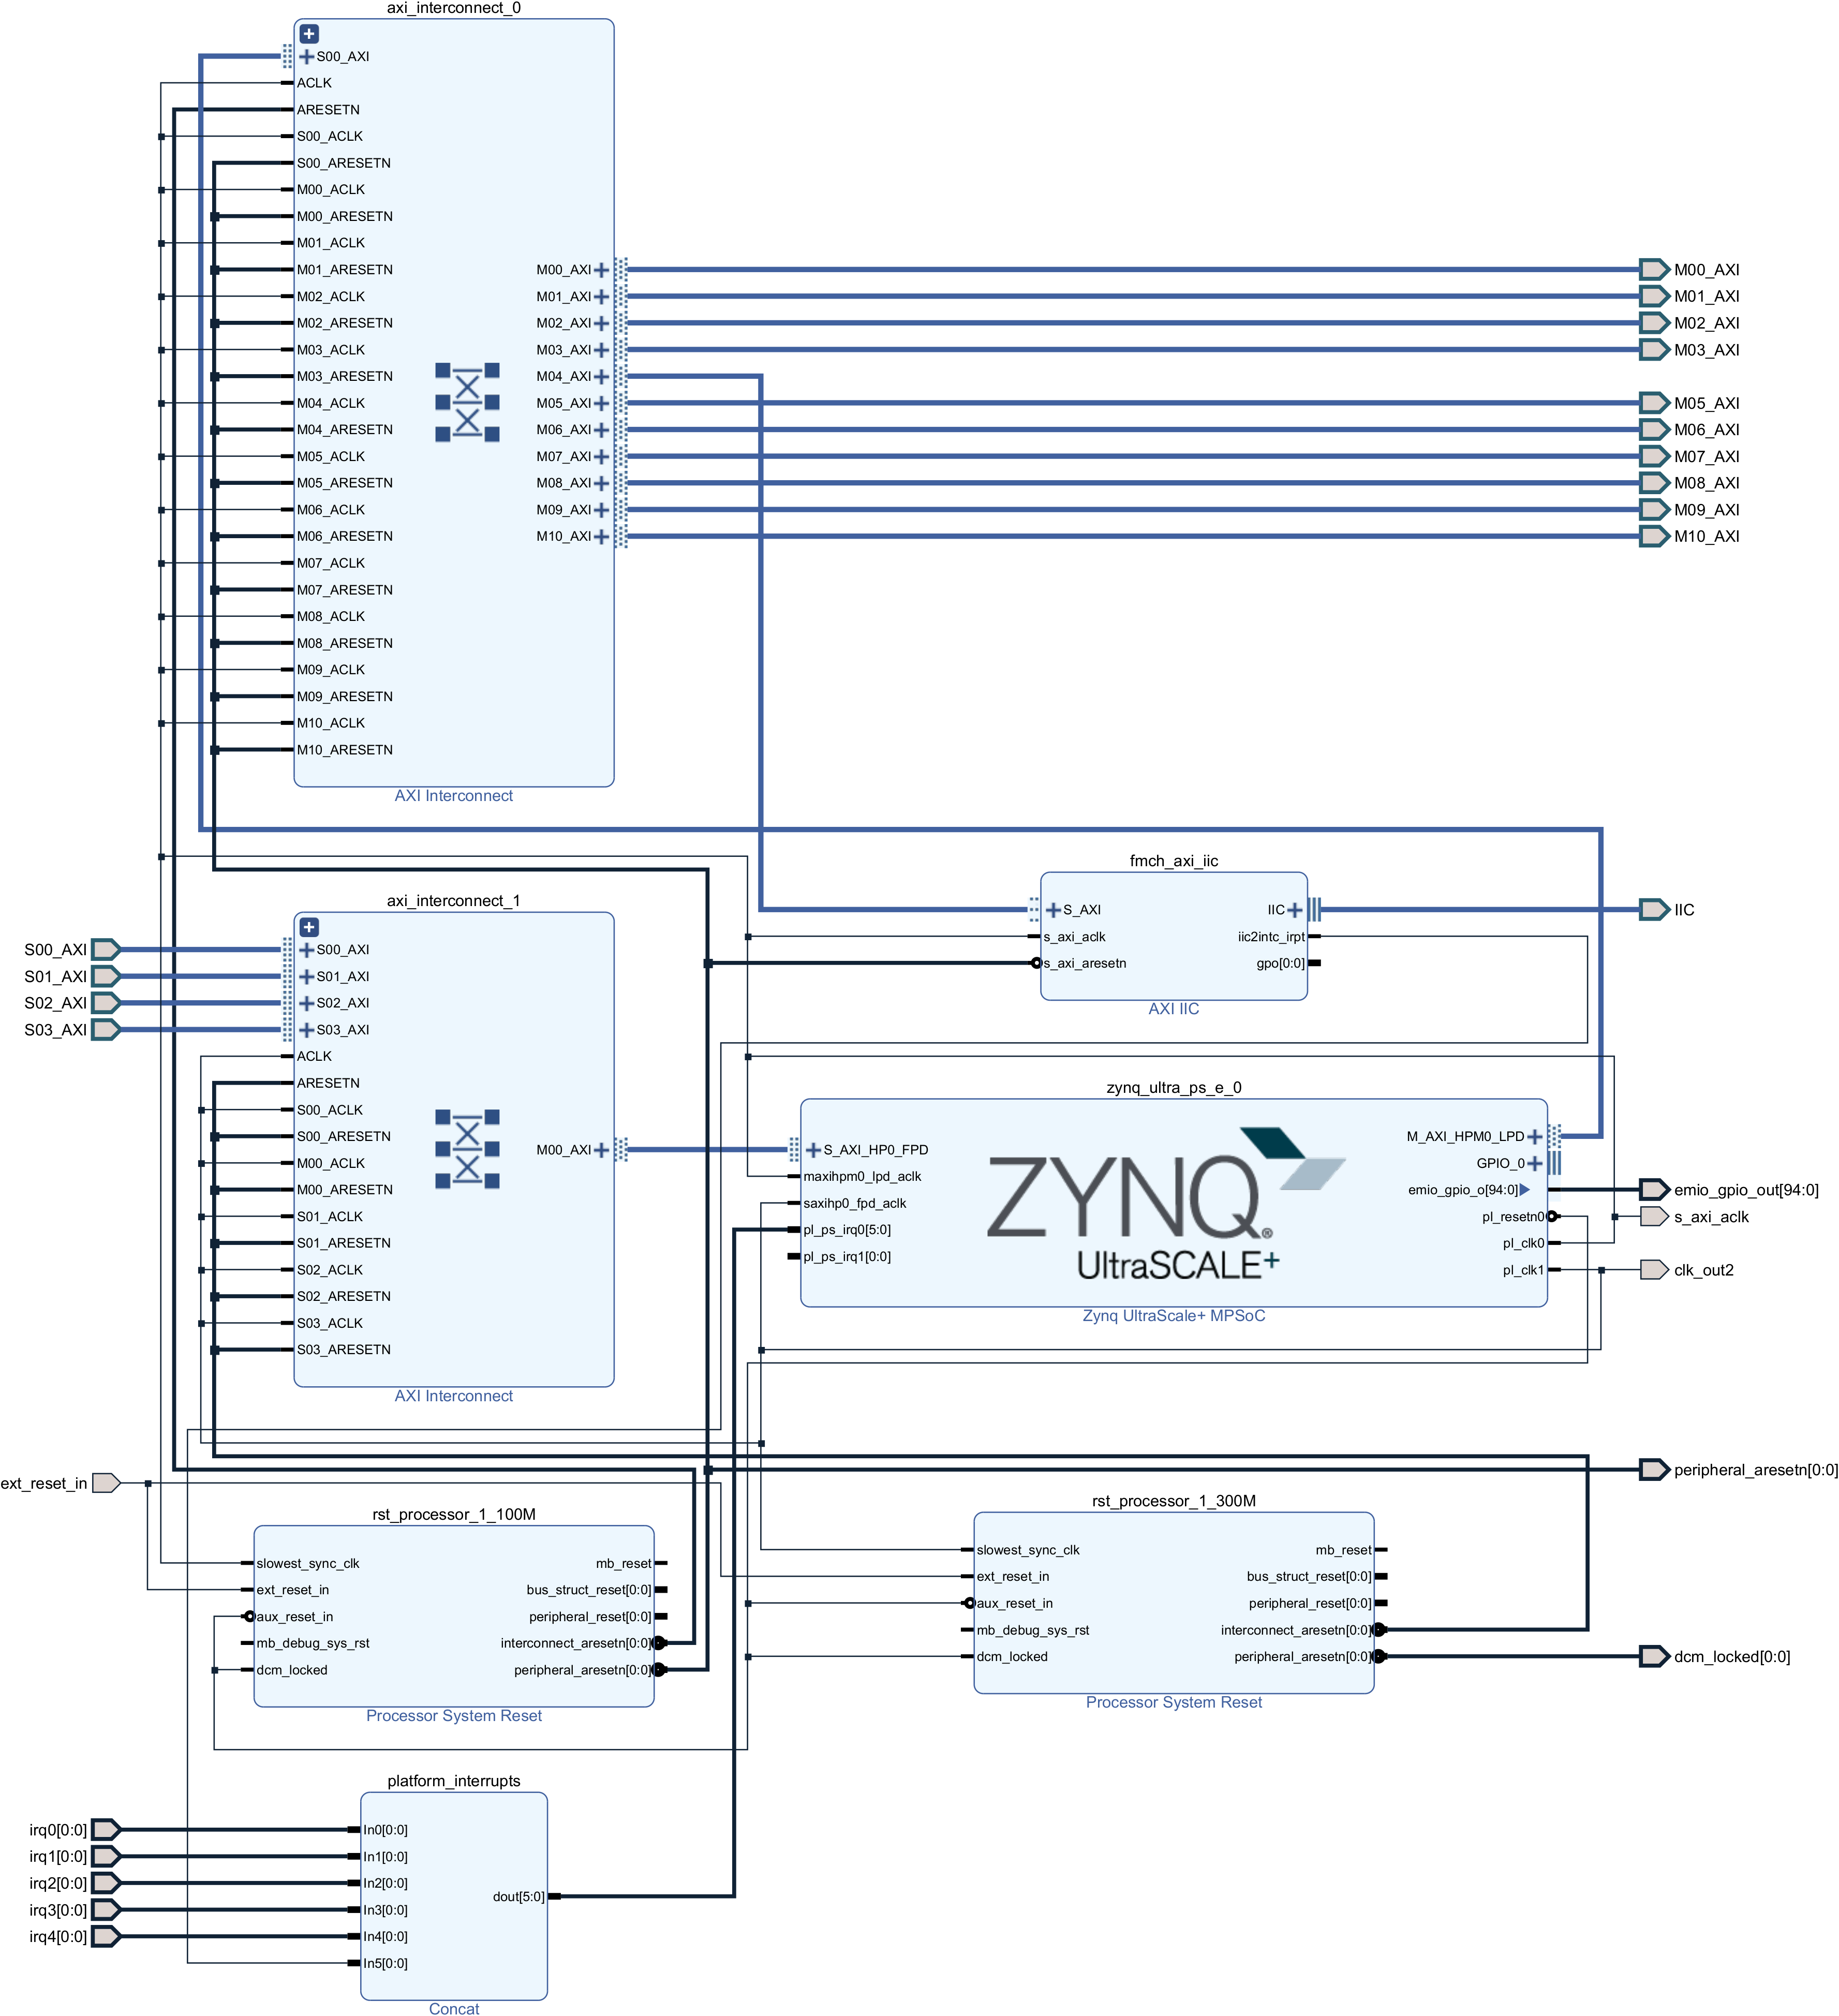 axi_interconnect_0
S00_AXI
ACLK
ARESETN
S00_ACLK
S00_ARESETN
M00_ACLK
M00_ARESETN
M01_ACLK
M01_ARESETN
M02_ACLK
M02_ARESETN
M03_ACLK
M03_ARESETN
M04_ACLK
M04_ARESETN
M05_ACLK
M05_ARESETN
M06_ACLK
M06_ARESETN
M07_ACLK
M07_ARESETN
M08_ACLK
M08_ARESETN
M09_ACLK
M09_ARESETN
M10_ACLK
M10_ARESETN
M00_AXI
M01_AXI
M02_AXI
M03_AXI
M04_AXI
M05_AXI
M06_AXI
M07_AXI
M08_AXI
M09_AXI
M10_AXI
AXI Interconnect
M00_AXI
M01_AXI
M02_AXI
M03_AXI
M05_AXI
M06_AXI
M07_AXI
M08_AXI
M09_AXI
M10_AXI
fmch_axi_iic
S_AXI
s_axi_aclk
s_axi_aresetn
IIC
iic2intc_irpt
gpo[0:0]
AXI IIC
IIC
S00_AXI
S01_AXI
S02_AXI
S03_AXI
axi_interconnect_1
S00_AXI
S01_AXI
S02_AXI
S03_AXI
ACLK
ARESETN
S00_ACLK
S00_ARESETN
M00_ACLK
M00_ARESETN
S01_ACLK
S01_ARESETN
S02_ACLK
S02_ARESETN
S03_ACLK
S03_ARESETN
M00_AXI
AXI Interconnect
zynq_ultra_ps_e_0
S_AXI_HP0_FPD
maxihpm0_lpd_aclk
saxihp0_fpd_aclk
pl_ps_irq0[5:0]
pl_ps_irq1[0:0]
ZYNQ®
UltraSCALE+
M_AXI_HPM0_LPD
GPIO_0
emio_gpio_o[94:0]
pl_resetn0
pl_clk0
pl_clk1
Zynq UltraScale+ MPSoC
emio_gpio_out[94:0]
s_axi_aclk
clk_out2
peripheral_aresetn[0:0]
ext_reset_in
rst_processor_1_100M
slowest_sync_clk
ext_reset_in
aux_reset_in
mb_debug_sys_rst
dcm_locked
mb_reset
bus_struct_reset[0:0]
peripheral_reset[0:0]
interconnect_aresetn[0:0]
peripheral_aresetn[0:0]
Processor System Reset
rst_processor_1_300M
slowest_sync_clk
ext_reset_in
aux_reset_in
mb_debug_sys_rst
dcm_locked
mb_reset
bus_struct_reset[0:0]
peripheral_reset[0:0]
interconnect_aresetn[0:0]
peripheral_aresetn[0:0]
Processor System Reset
dcm_locked[0:0]
platform_interrupts
irq0[0:0]
irq1[0:0]
irq2[0:0]
irq3[0:0]
irq4[0:0]
In0[0:0]
In1[0:0]
In2[0:0]
In3[0:0]
In4[0:0]
In5[0:0]
dout[5:0]
Concat